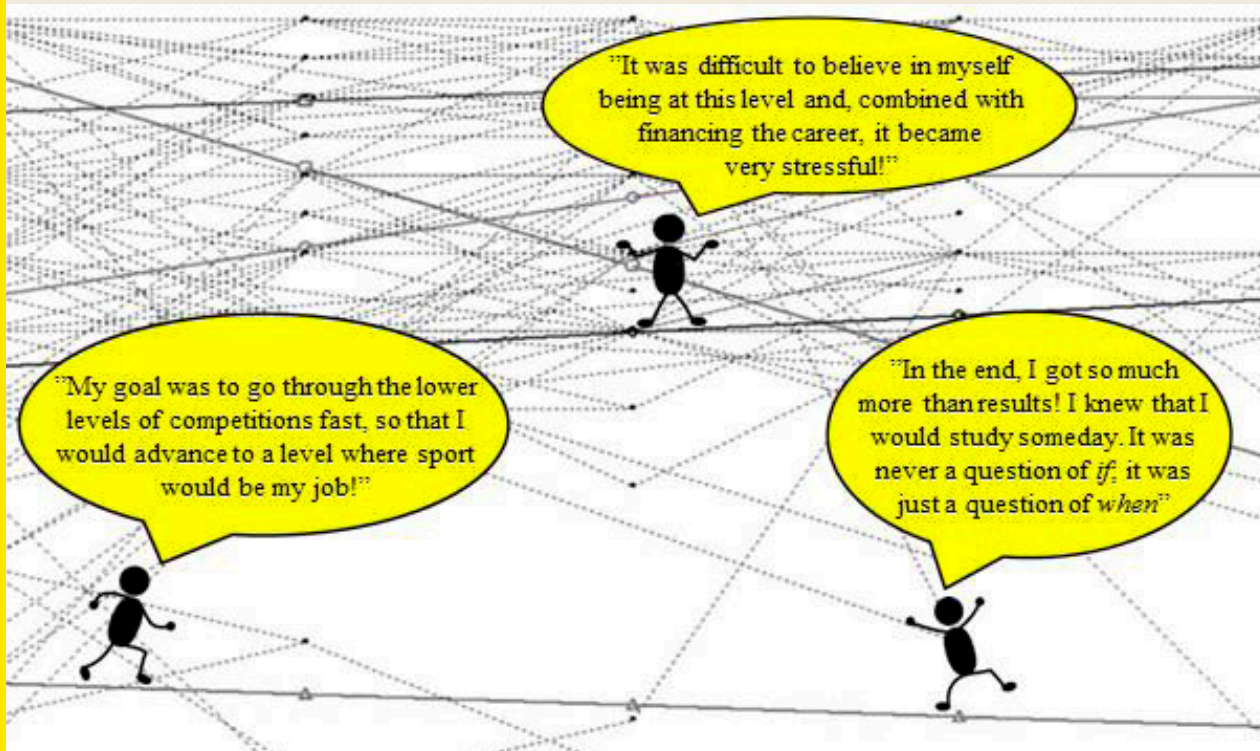 ”It was difficult to believe in myself
being at this level and, combined with
financing the career, it became
very stressful!”
”My goal was to go through the lower
levels of competitions fast, so that I
would advance to a level where sport
would be my job!”
”In the end, I got so much
more than results! I knew that I
would study someday. It was
never a question of if; it was
just a question of when”